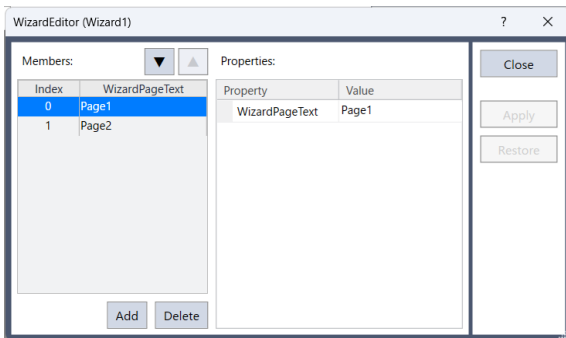 WizardEditor (Wizard1) ?
Members: Properties:
Close
Index WizardPageText Property Value
0 Page1 WizardPageText Page1
Apply
1 Page2
Restore
Add Delete